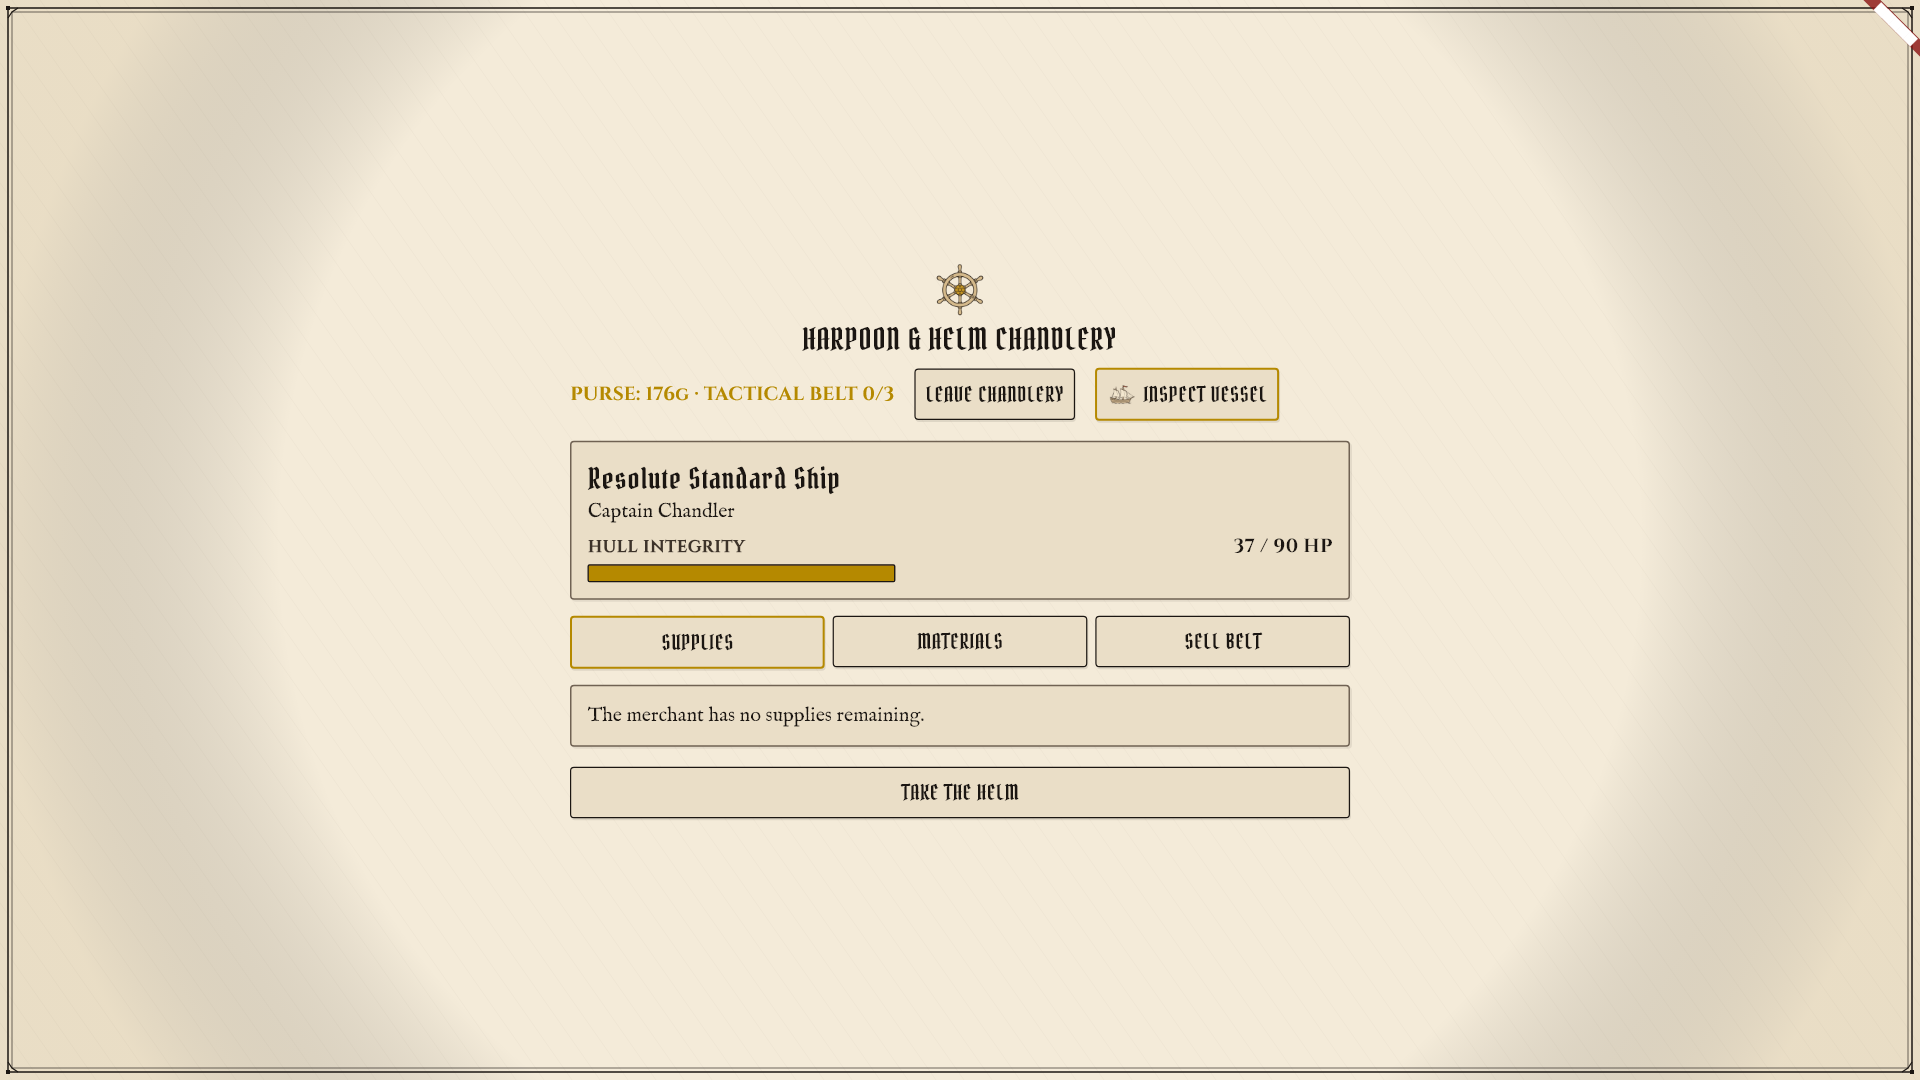 HARPOON & HELM CHANDLERY
PURSE: 176G · TACTICAL BELT 0/3
LEAVE CHANDLERY
INSPECT VESSEL
Resolute Standard Ship
Captain Chandler
HULL INTEGRITY
37 / 90 HP
SUPPLIES
MATERIALS
SELL BELT
The merchant has no supplies remaining.
TAKE THE HELM